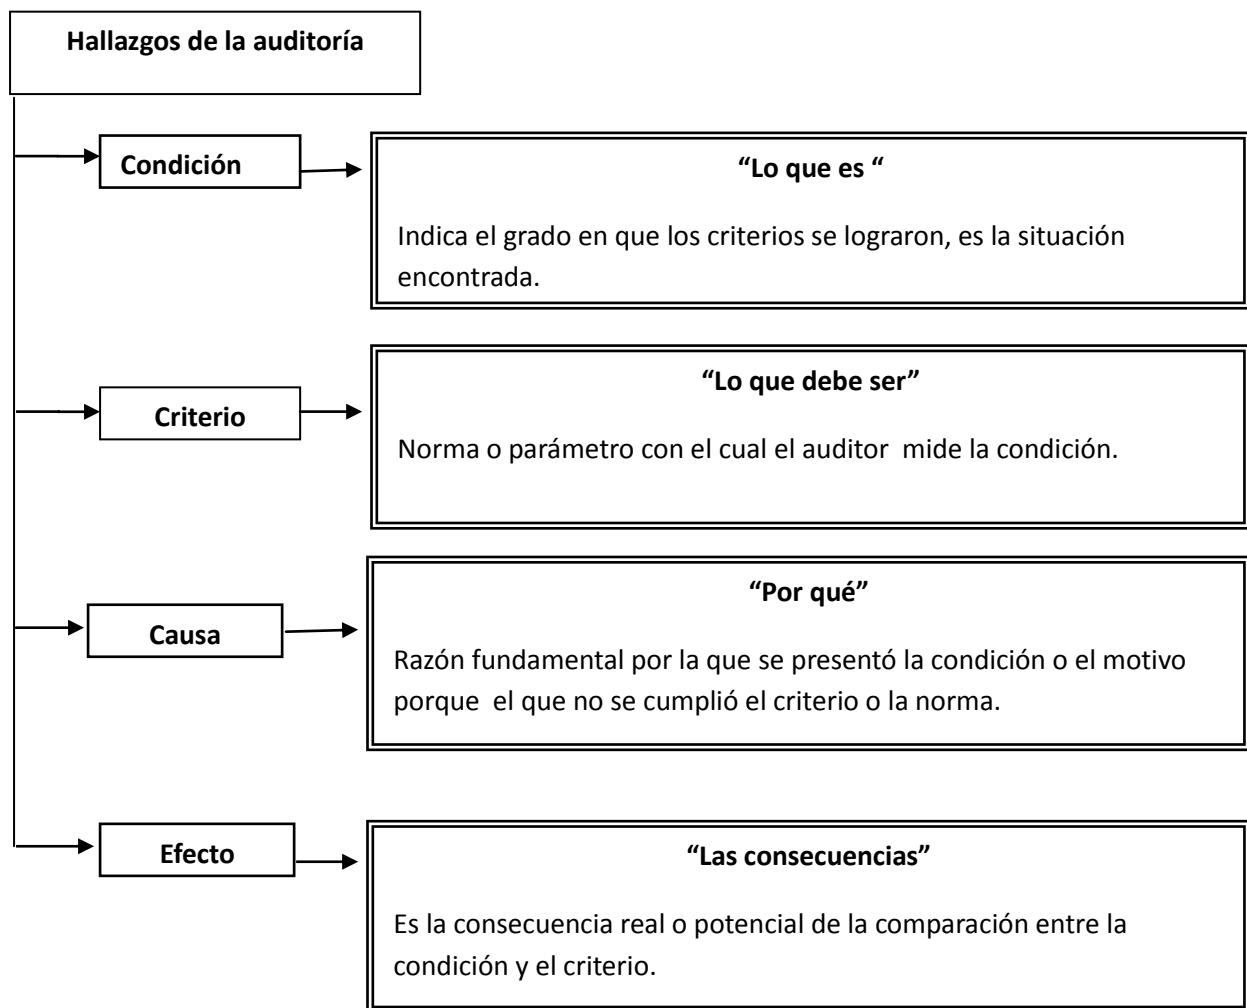 Hallazgos de la auditoría
Condición
“Lo que es “
Indica el grado en que los criterios se lograron, es la situación
encontrada.
Criterio
“Lo que debe ser”
Norma o parámetro con el cual el auditor  mide la condición.
Causa
“Por qué”
Razón fundamental por la que se presentó la condición o el motivo
porque  el que no se cumplió el criterio o la norma.
Efecto
“Las consecuencias”
Es la consecuencia real o potencial de la comparación entre la
condición y el criterio.